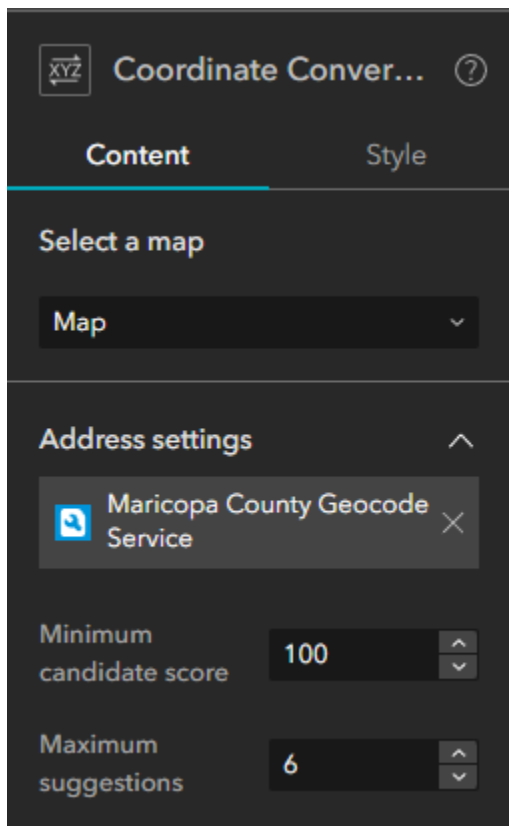 XYZ
Coordinate Conver...
?
Content
Style
Select a map
Map
Address settings
Maricopa County Geocode
Service
Minimum
candidate score
100
Maximum
suggestions
6